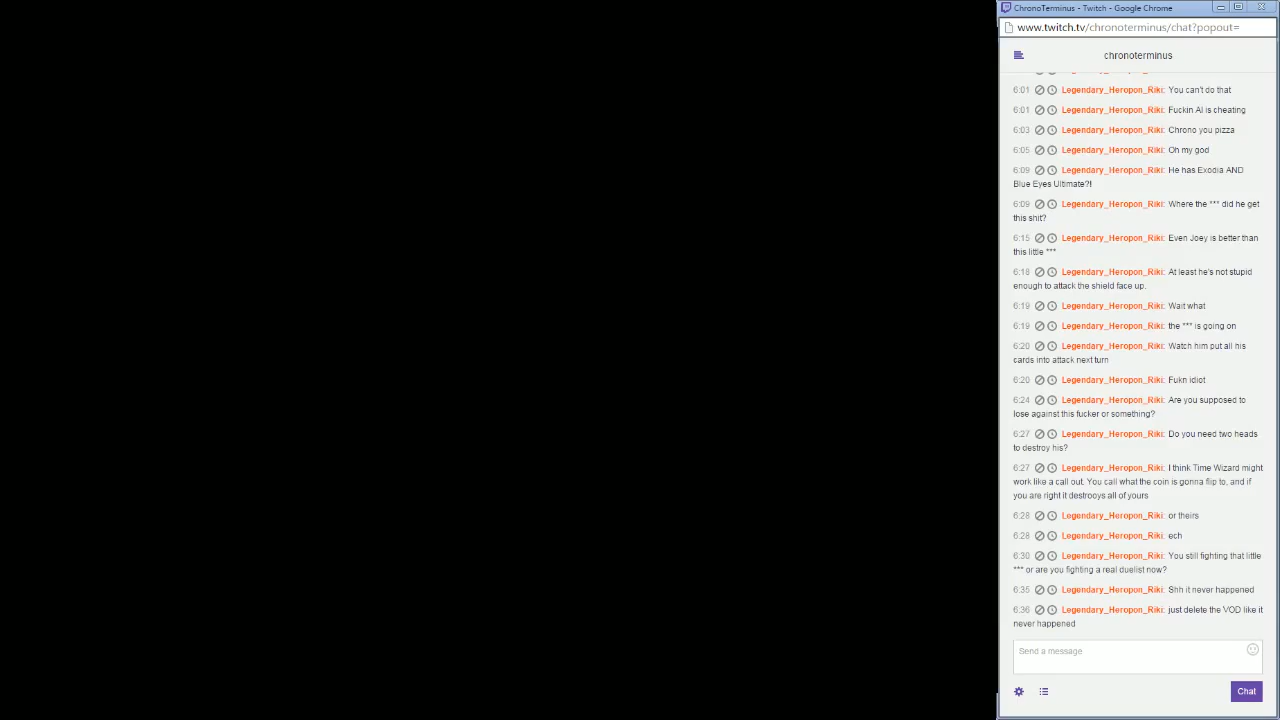 ChronoTerminus - Twitch - Google Chrome
www.twitch.tv/chronoterminus/chat?popout=
chronoterminus
6:01 Legendary_Heropon_Riki: You can't do that
6:01 Legendary_Heropon_Riki: Fuckin AI is cheating
6:03 Legendary_Heropon_Riki: Chrono you pizza
6:05 Legendary_Heropon_Riki: Oh my god
6:09 Legendary_Heropon_Riki: He has Exodia AND
Blue Eyes Ultimate?!
6:09 Legendary_Heropon_Riki: Where the *** did he get
this shit?
6:15 Legendary_Heropon_Riki: Even Joey is better than
this little ***
6:18 Legendary_Heropon_Riki: At least he's not stupid
enough to attack the shield face up.
6:19 Legendary_Heropon_Riki: Wait what
6:19 Legendary_Heropon_Riki: the *** is going on
6:20 Legendary_Heropon_Riki: Watch him put all his
cards into attack next turn
6:20 Legendary_Heropon_Riki: Fukn idiot
6:24 Legendary_Heropon_Riki: Are you supposed to
lose against this fucker or something?
6:27 Legendary_Heropon_Riki: Do you need two heads
to destroy his?
6:27 Legendary_Heropon_Riki: I think Time Wizard might
work like a call out. You call what the coin is gonna flip to, and if
you are right it destrooys all of yours
6:28 Legendary_Heropon_Riki: or theirs
6:28 Legendary_Heropon_Riki: ech
6:30 Legendary_Heropon_Riki: You still fighting that little
*** or are you fighting a real duelist now?
6:35 Legendary_Heropon_Riki: Shh it never happened
6:36 Legendary_Heropon_Riki: just delete the VOD like it
never happened
Send a message
Chat